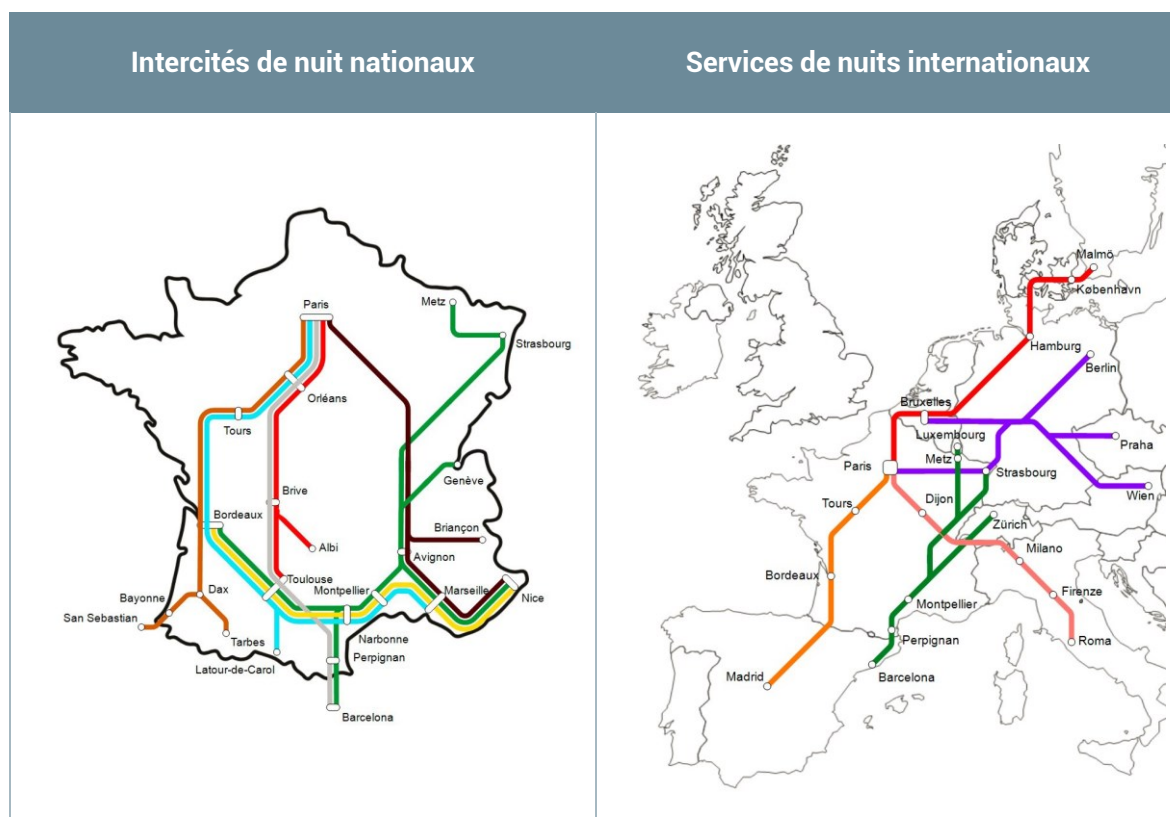 Intercités de nuit nationaux
Services de nuits internationaux
Paris
Metz
Strasbourg
Orléans
Tours
Genève
Brive
Bordeaux
Briançon
Albi
Avignon
Toulouse
Montpellier
Marseille
Nice
Dax
Bayonne
San Sebastian
Tarbes
Narbonne
Latour-de-Carol
Perpignan
Barcelona
Malmö
København
Hamburg
Berlin
Bruxelles
Luxembourg
Praha
Metz
Paris
Strasbourg
Wien
Tours
Dijon
Zürich
Milano
Bordeaux
Firenze
Montpellier
Perpignan
Roma
Madrid
Barcelona